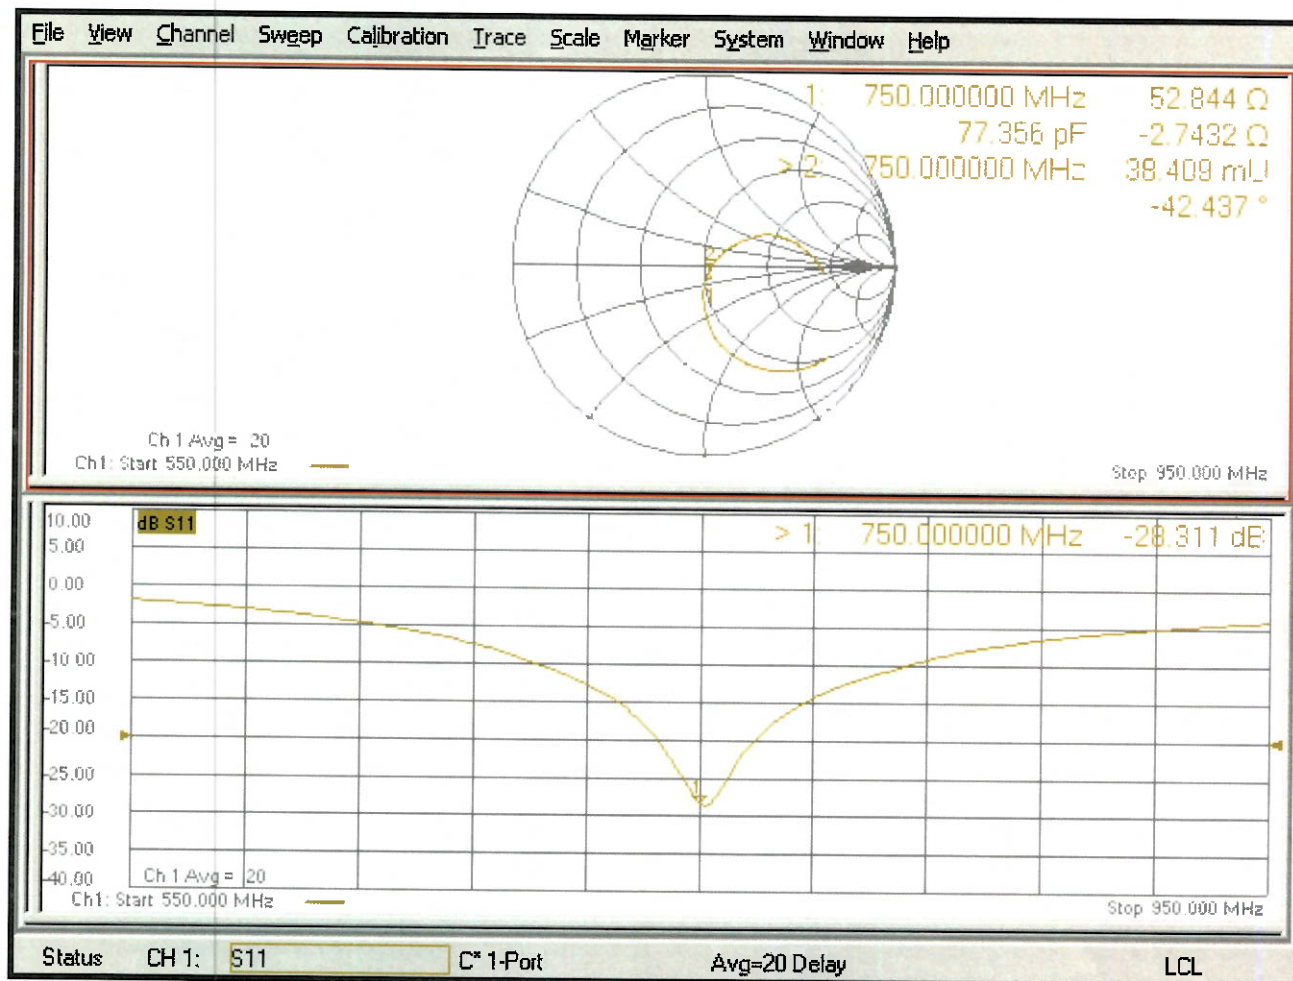 File View Channel Sweep Calibration Trace Scale Marker System Window Help
1: 750.000000 MHz 52.844 Ω
77.356 pF -2.7432 Ω
> 2: 750.000000 MHz 38.409 mU
-42.437 °
2
Ch 1 Avg = 20
Ch1: Start 550.000 MHz
Stop 950.000 MHz
10.00
5.00
0.00
-5.00
-10.00
-15.00
-20.00
-25.00
-30.00
-35.00
-40.00
dB S11
> 1: 750.000000 MHz -28.311 dB
1
Ch 1 Avg = 20
Ch1: Start 550.000 MHz
Stop 950.000 MHz
Status CH 1: S11 C* 1-Port Avg=20 Delay LCL